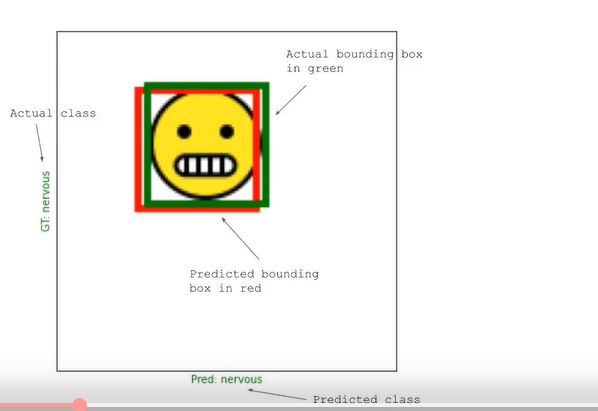 Actual bounding box
in green
Actual class
GT: nervous
Predicted bounding
box in red
Pred: nervous
Predicted class